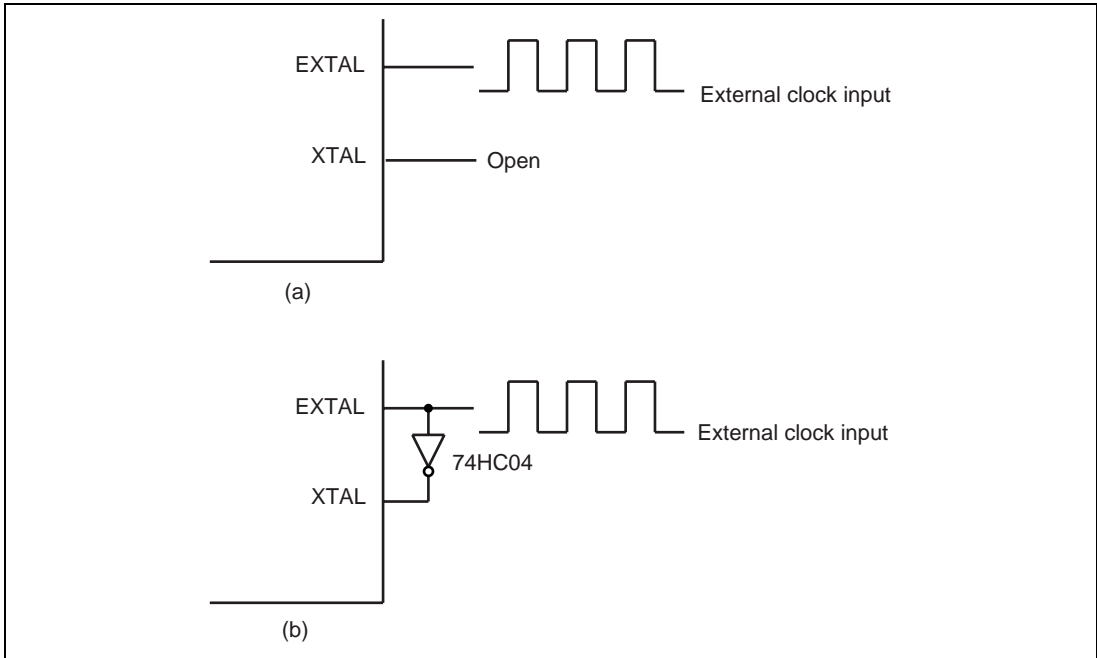 EXTAL
External clock input
XTAL
Open
(a)
EXTAL
External clock input
74HC04
XTAL
(b)